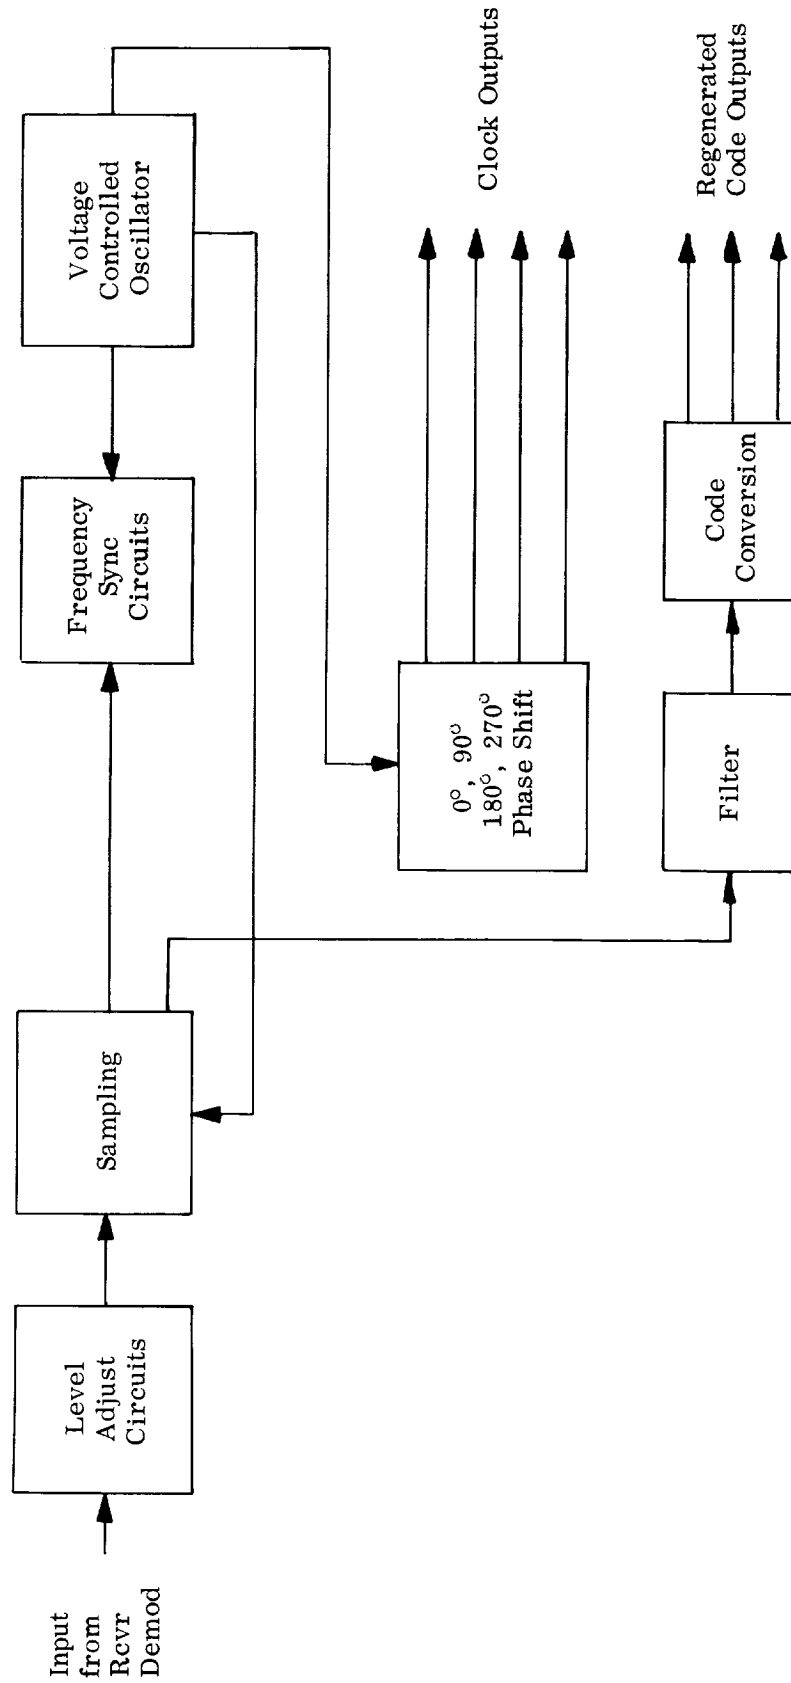 Input
from
Rcvr
Demod
Level
Adjust
Circuits
Sampling
Frequency
Sync
Circuits
Voltage
Controlled
Oscillator
0°, 90°
180°, 270°
Phase Shift
Clock Outputs
Filter
Code
Conversion
Regenerated
Code Outputs